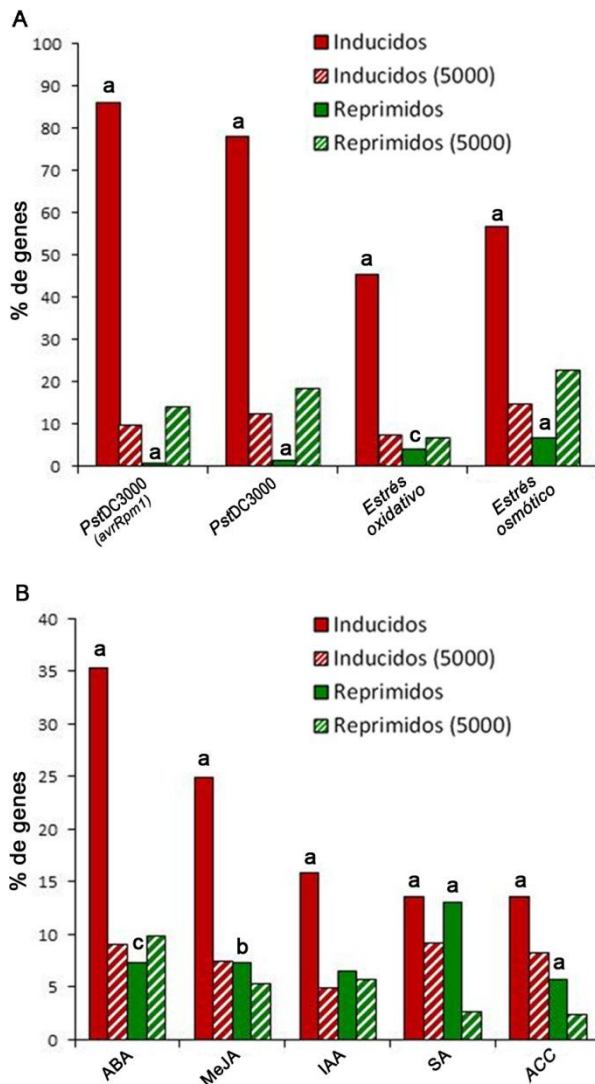 A
% de genes
100
90
80
70
60
50
40
30
20
10
0
Inducidos
Inducidos (5000)
Reprimidos
Reprimidos (5000)
a
a
a
a
a
c
a
a
PstDC3000
(avrRpm1)
PstDC3000
Estrés
oxidativo
Estrés
osmótico
B
% de genes
40
35
30
25
20
15
10
5
0
Inducidos
Inducidos (5000)
Reprimidos
Reprimidos (5000)
a
c
a
b
a
a
a
a
a
ABA
MeJA
IAA
SA
ACC